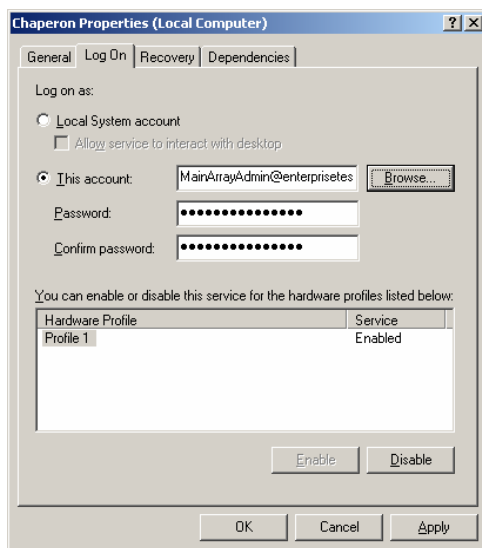 Chaperon Properties (Local Computer)
General Log On Recovery Dependencies
Log on as:
Local System account
Allow service to interact with desktop
This account: MainArrayAdmin@enterprisetes Browse...
Password: ●●●●●●●●●●●●●●●
Confirm password: ●●●●●●●●●●●●●●●
You can enable or disable this service for the hardware profiles listed below:
Hardware Profile Service
Profile 1 Enabled
Enable Disable
OK Cancel Apply